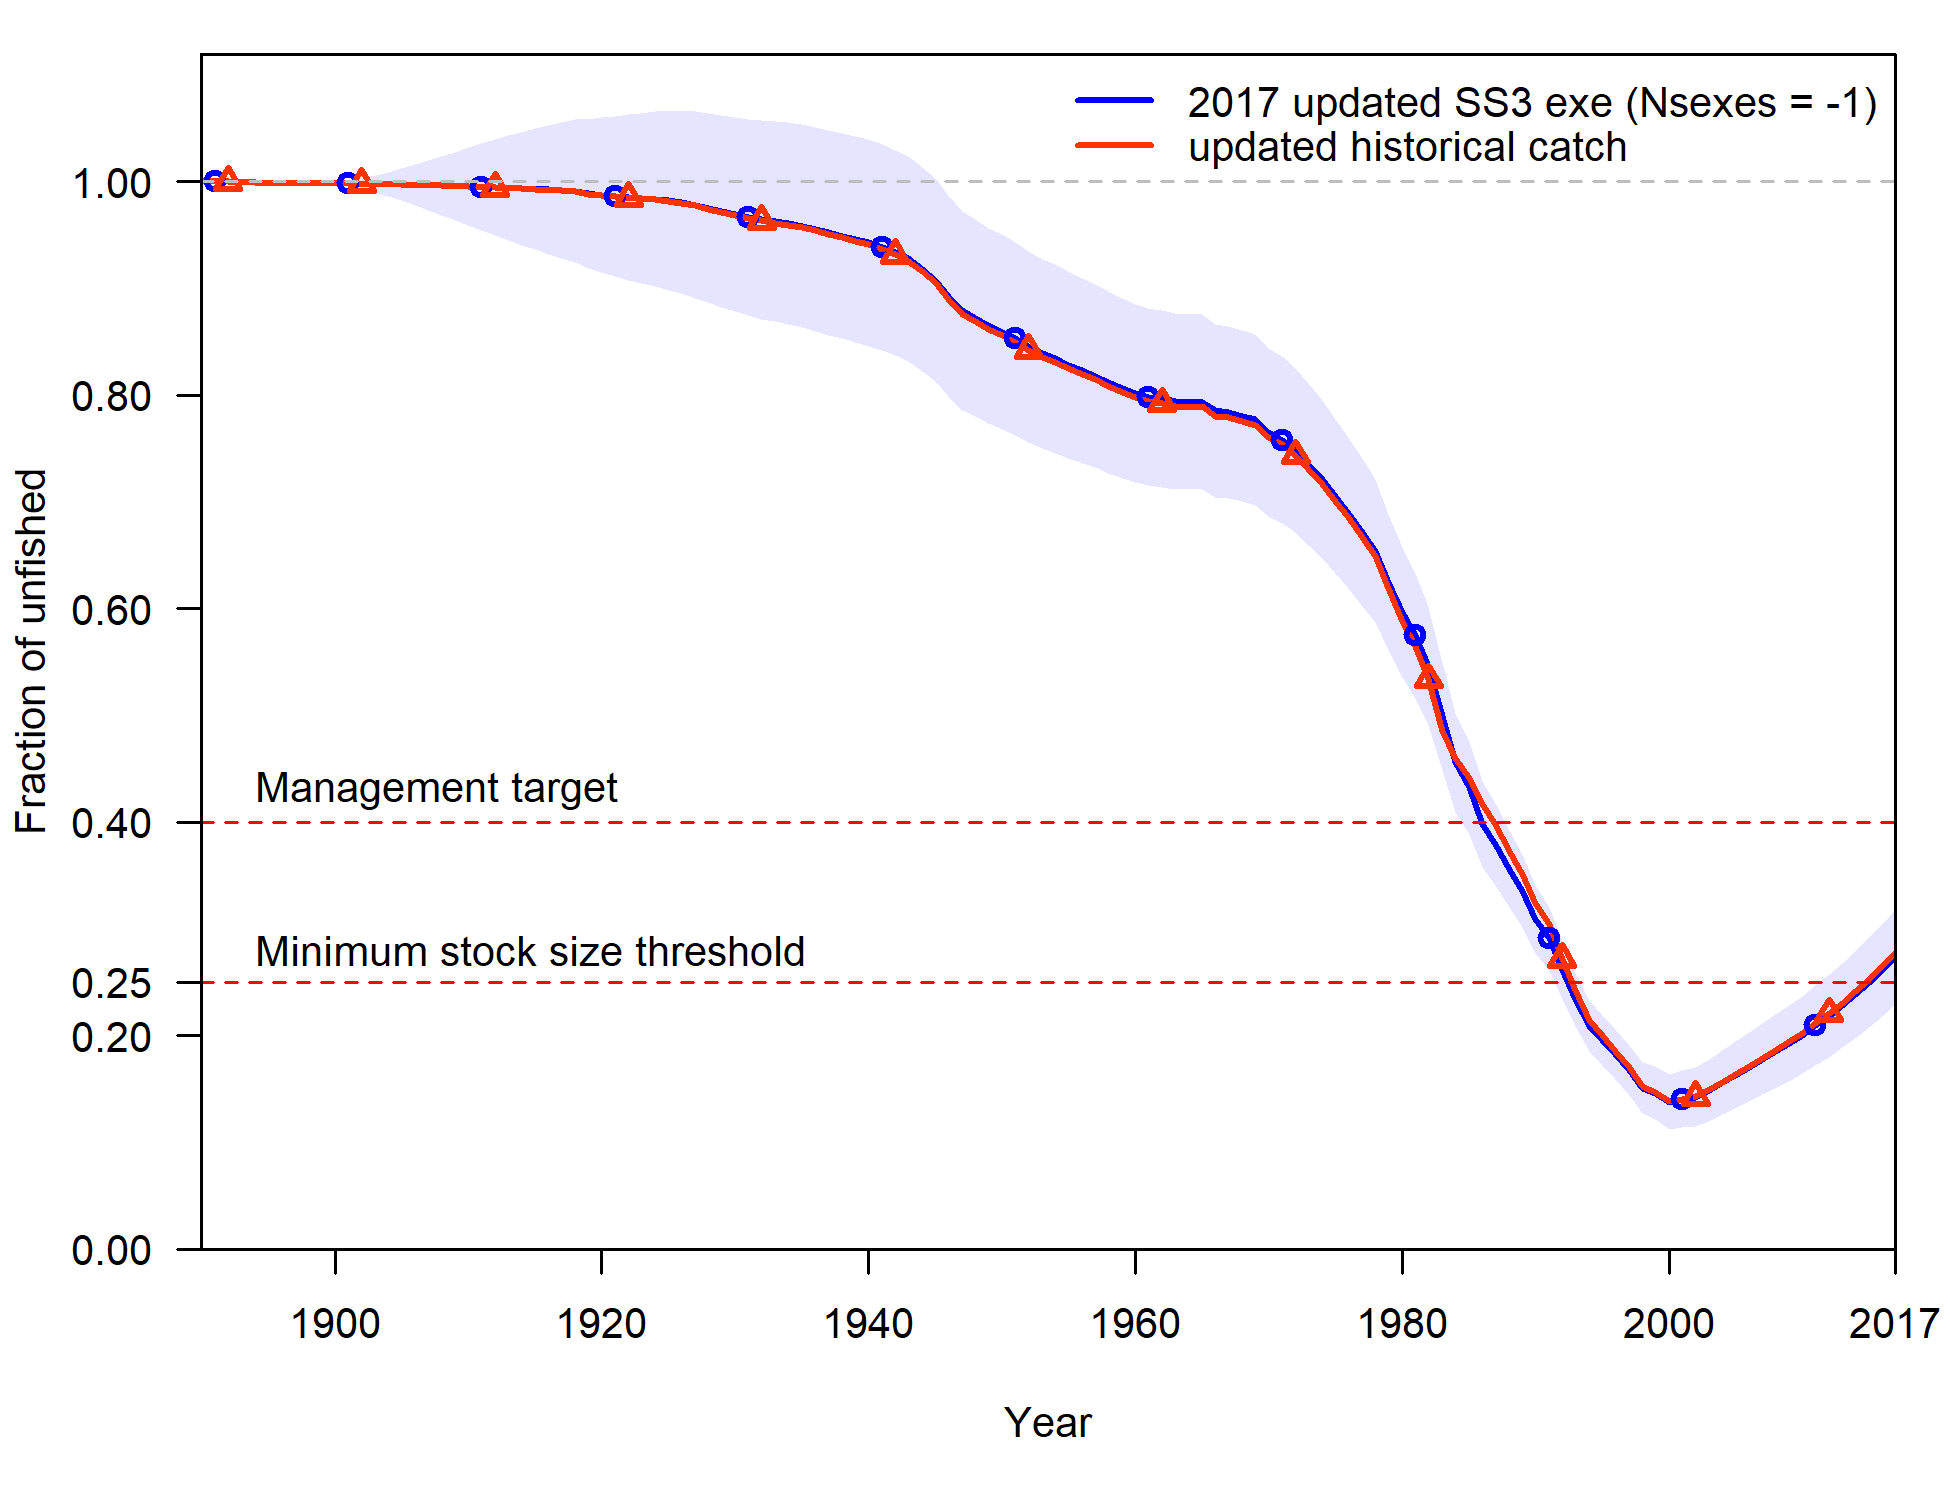 2017 updated SS3 exe (Nsexes = -1)
updated historical catch
1.00
0.80
0.60
0.40
0.25
0.20
0.00
Fraction of unfished
Management target
Minimum stock size threshold
1900
1920
1940
1960
1980
2000
2017
Year